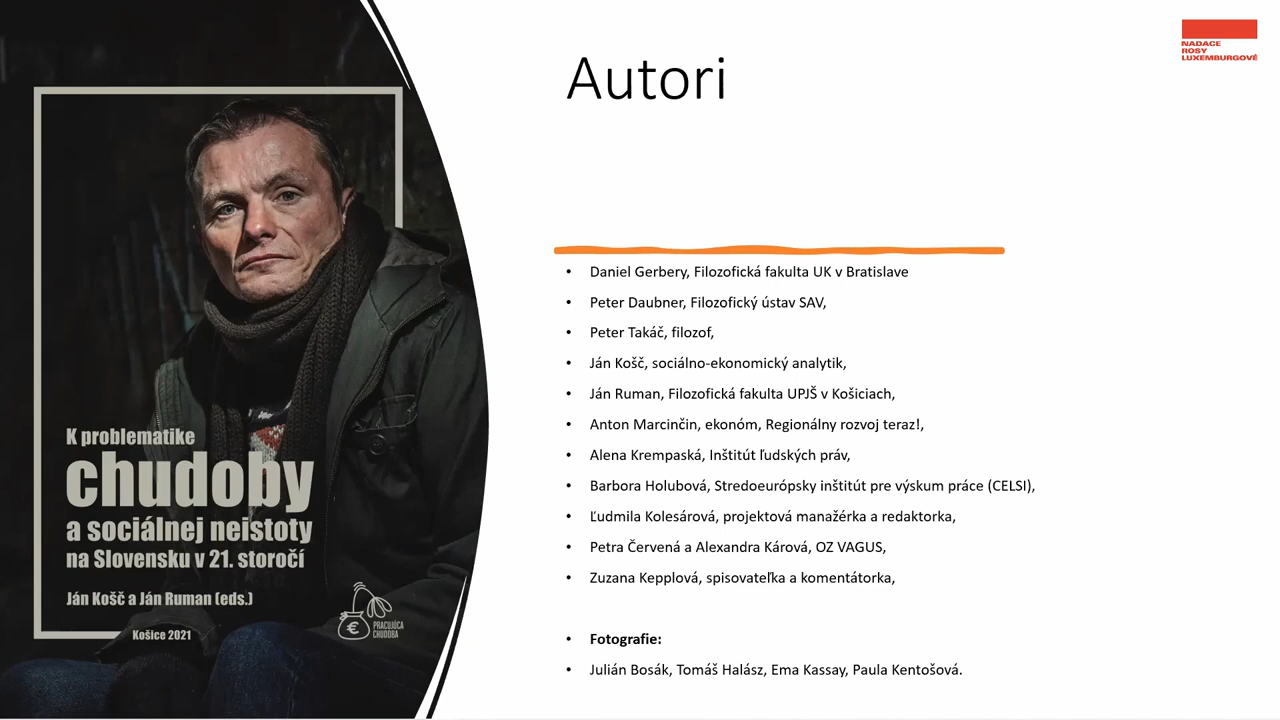 K problematike
chudoby
a sociálnej neistoty
na Slovensku v 21. storočí
Ján Košč a Ján Ruman (eds.)
Košice 2021
€
PRACUJÚCA
CHUDOBA
NADACE
ROSY
LUXEMBURGOVÉ
Autori
• Daniel Gerbery, Filozofická fakulta UK v Bratislave
• Peter Daubner, Filozofický ústav SAV,
• Peter Takáč, filozof,
• Ján Košč, sociálno-ekonomický analytik,
• Ján Ruman, Filozofická fakulta UPJŠ v Košiciach,
• Anton Marcinčin, ekonóm, Regionálny rozvoj teraz!,
• Alena Krempaská, Inštitút ľudských práv,
• Barbora Holubová, Stredoeurópsky inštitút pre výskum práce (CELSI),
• Ľudmila Kolesárová, projektová manažérka a redaktorka,
• Petra Červená a Alexandra Kárová, OZ VAGUS,
• Zuzana Kepplová, spisovateľka a komentátorka,
• Fotografie:
• Julián Bosák, Tomáš Halász, Ema Kassay, Paula Kentošová.